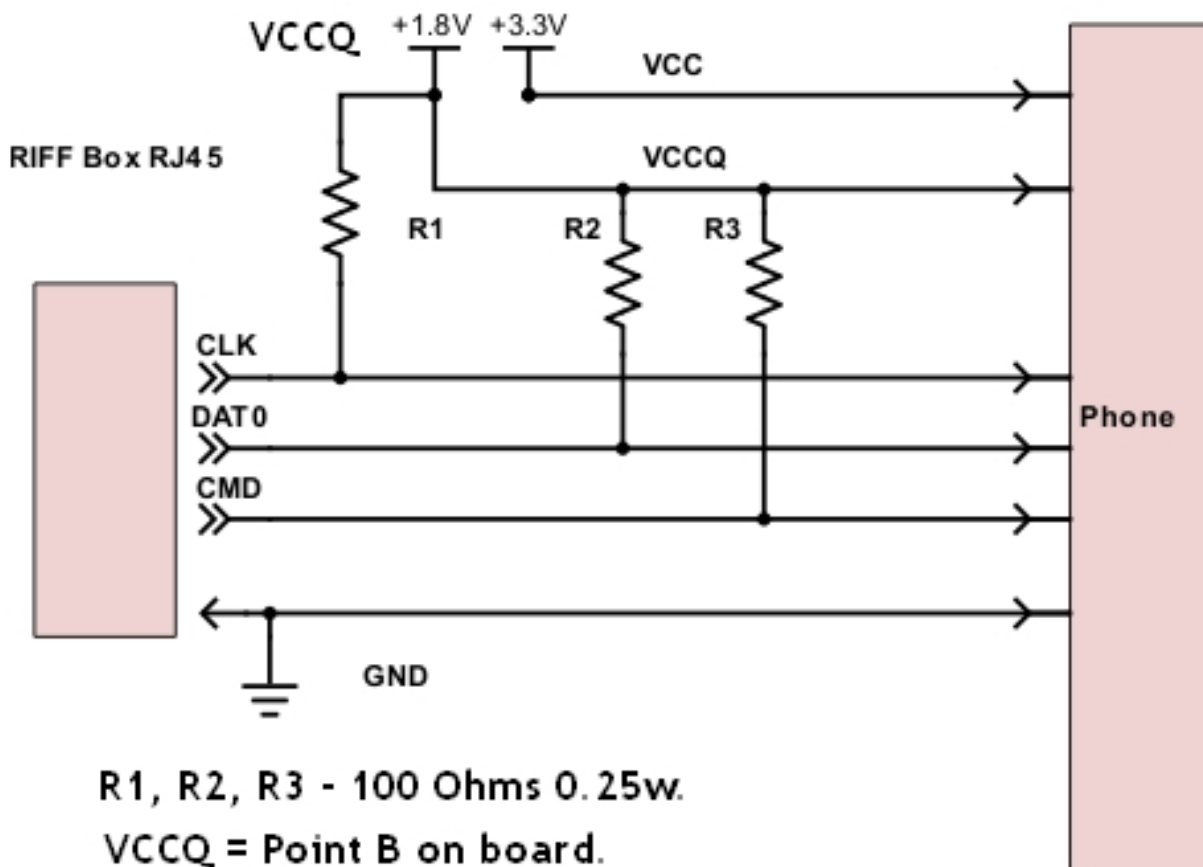 VCCQ
+1.8V
+3.3V
VCC
RIFF Box RJ45
VCCQ
R1
R2
R3
CLK
DAT0
Phone
CMD
GND
R1, R2, R3 - 100 Ohms 0.25w.
VCCQ = Point B on board.